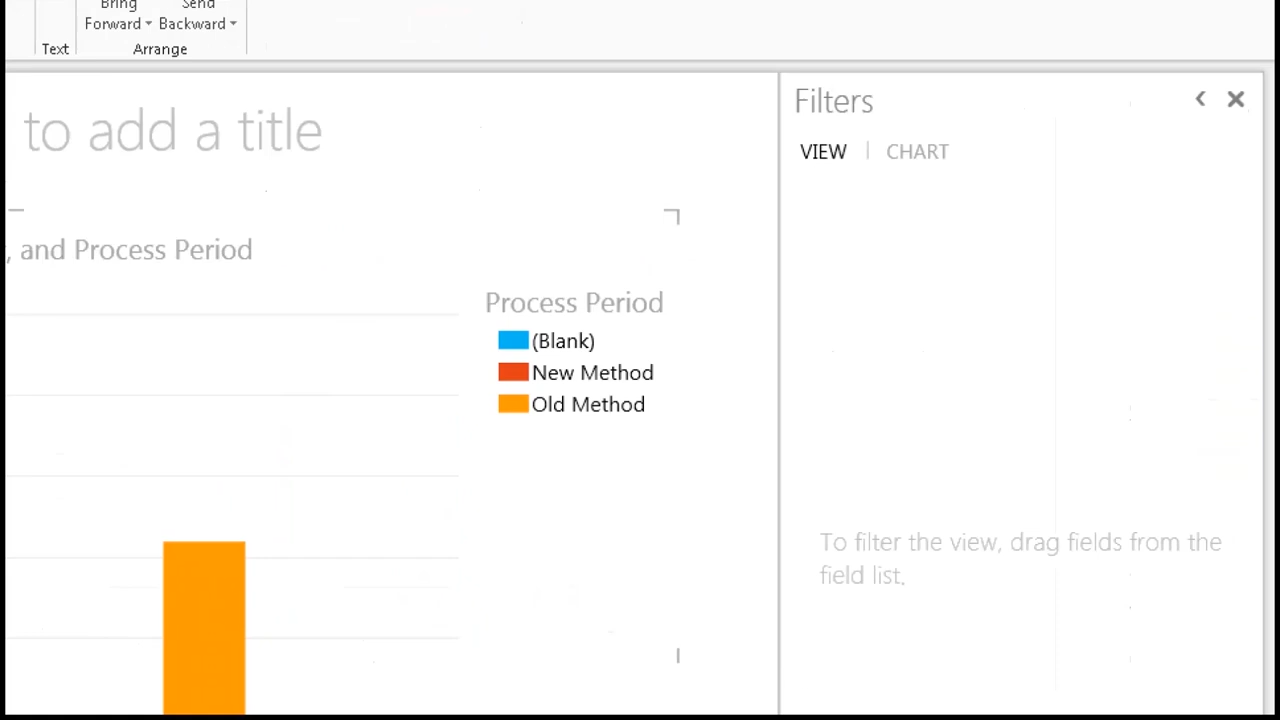 Bring Send
Forward Backward
Text Arrange
to add a title
, and Process Period
Process Period
(Blank)
New Method
Old Method
Filters
VIEW | CHART
To filter the view, drag fields from the
field list.